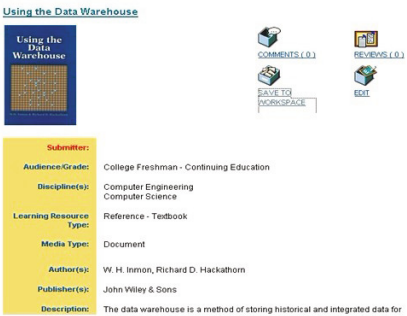 Using the Data Warehouse
Using the
Data
Warehouse
COMMENTS ( 0 )
REVIEWS ( 0 )
SAVE TO
WORKSPACE
EDIT
Submitter:
Audience/Grade: College Freshman - Continuing Education
Discipline(s): Computer Engineering
Computer Science
Learning Resource Reference - Textbook
Type:
Media Type: Document
Author(s): W. H. Inmon, Richard D. Hackathorn
Publisher(s): John Wiley & Sons
Description: The data warehouse is a method of storing historical and integrated data for